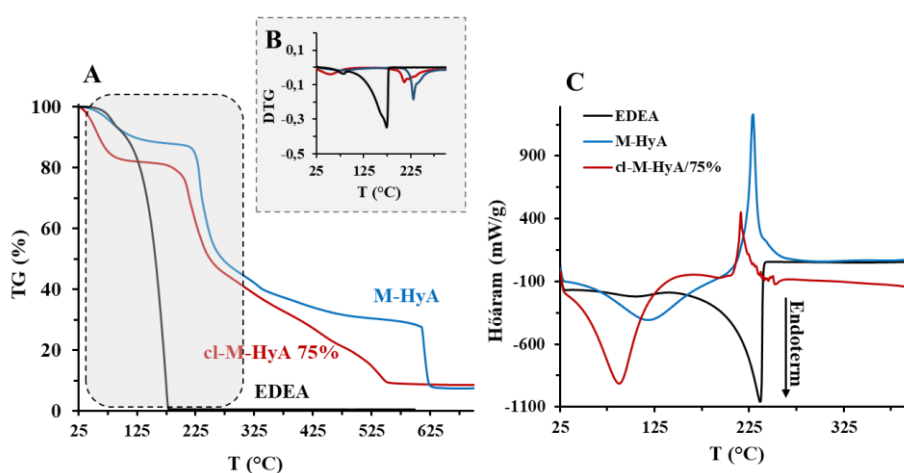 A
TG (%)
100
80
60
40
20
0
25 125 225 325 425 525 625
T (°C)
M-HyA
cl-M-HyA 75%
EDEA
B
DTG
0,1
-0,1
-0,3
-0,5
25 125 225
T (°C)
C
EDEA
M-HyA
cl-M-HyA/75%
Hőáram (mW/g)
900
400
-100
-600
-1100
25 125 225 325
T (°C)
Endoterm